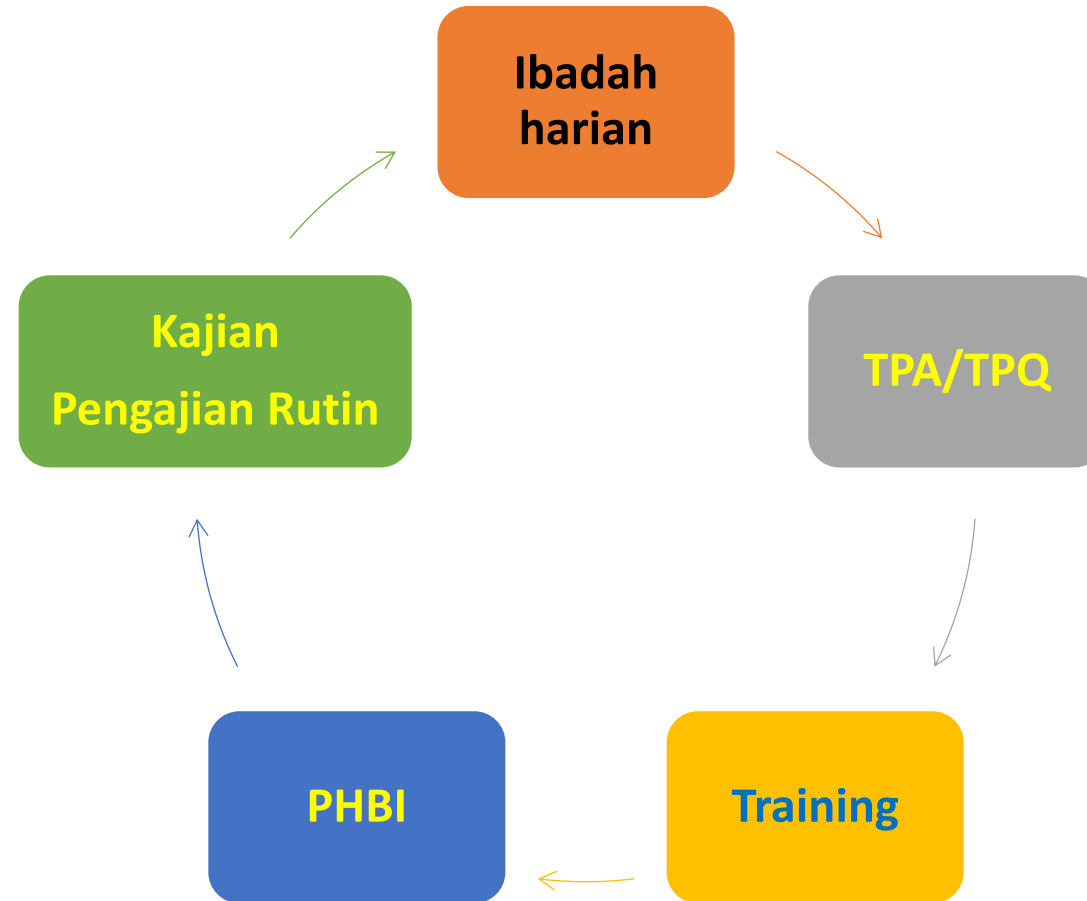 Ibadah
harian
TPA/TPQ
Training
PHBI
Kajian
Pengajian Rutin